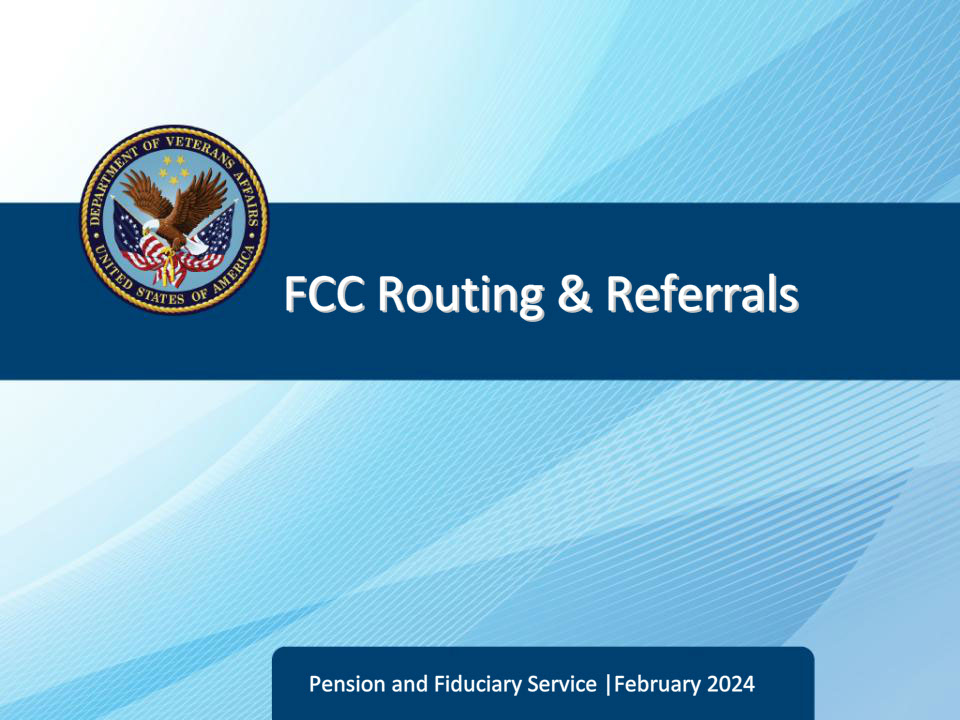 DEPARTMENT OF VETERANS AFFAIRS
UNITED STATES OF AMERICA
FCC Routing & Referrals
Pension and Fiduciary Service |February 2024